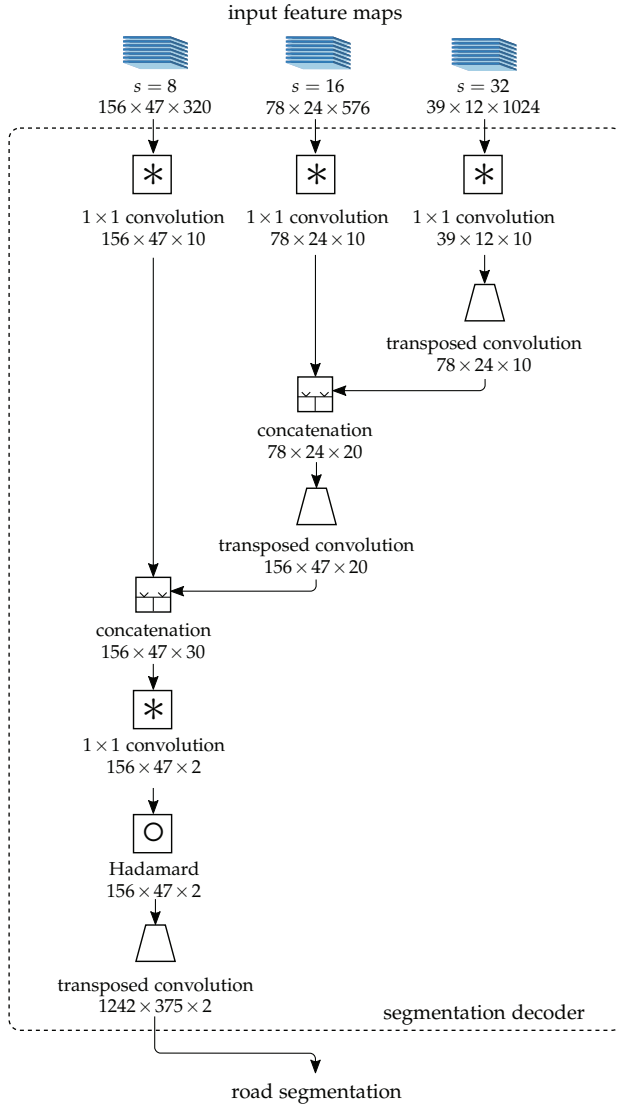 input feature maps
s = 8
156×47×320
s = 16
78×24×576
s = 32
39×12×1024
1×1 convolution
156×47×10
1×1 convolution
78×24×10
1×1 convolution
39×12×10
transposed convolution
78×24×10
concatenation
78×24×20
transposed convolution
156×47×20
concatenation
156×47×30
1×1 convolution
156×47×2
Hadamard
156×47×2
transposed convolution
1242×375×2
segmentation decoder
road segmentation